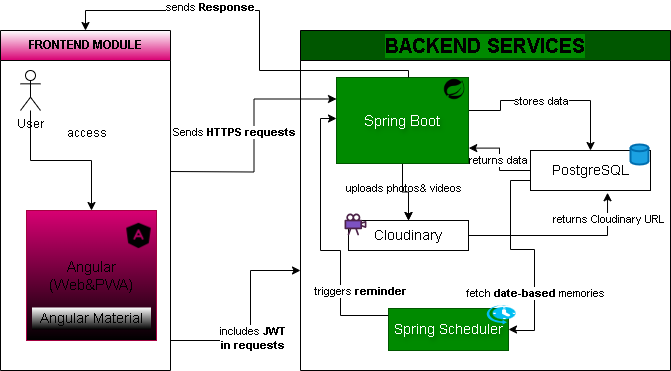 sends Response
FRONTEND MODULE
BACKEND SERVICES
User
access
Sends HTTPS requests
Spring Boot
stores data
returns data
PostgreSQL
uploads photos& videos
Cloudinary
returns Cloudinary URL
Angular
(Web&PWA)
Angular Material
includes JWT
in requests
triggers reminder
fetch date-based memories
Spring Scheduler